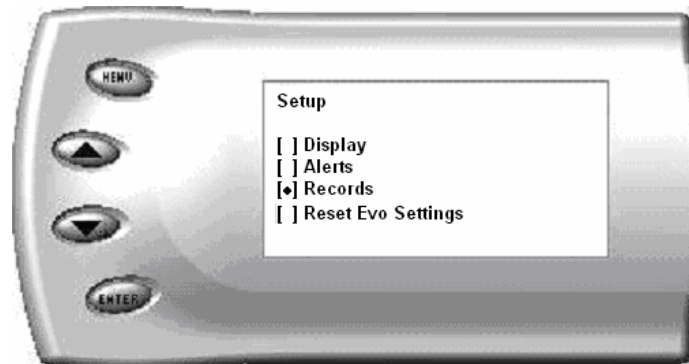 MENU
Setup
[ ] Display
[ ] Alerts
[◆] Records
[ ] Reset Evo Settings
ENTER